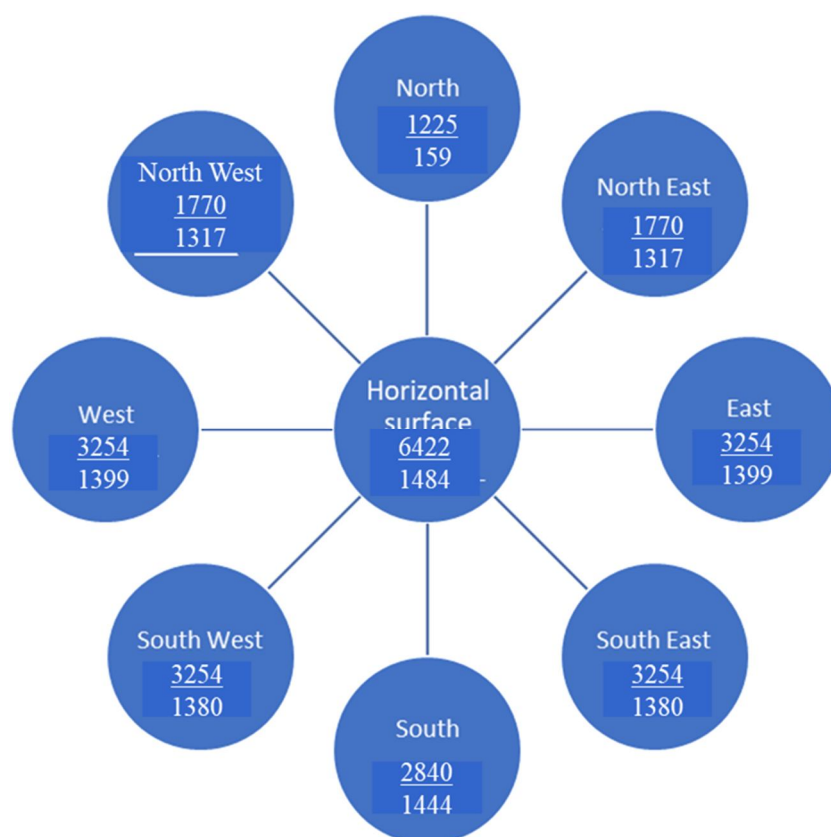 North
1225
159
North West
1770
1317
North East
1770
1317
West
3254
1399
Horizontal
surface
6422
1484
East
3254
1399
South West
3254
1380
South East
3254
1380
South
2840
1444